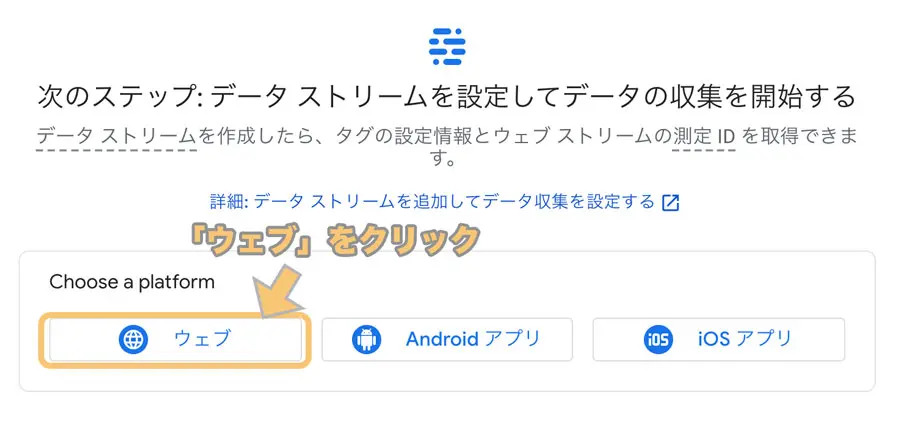 次のステップ: データ ストリームを設定してデータの収集を開始する
データ ストリームを作成したら、タグの設定情報とウェブ ストリームの測定 ID を取得できま
す。
詳細: データ ストリームを追加してデータ収集を設定する
「ウェブ」をクリック
Choose a platform
ウェブ
Android アプリ
iOS
iOS アプリ